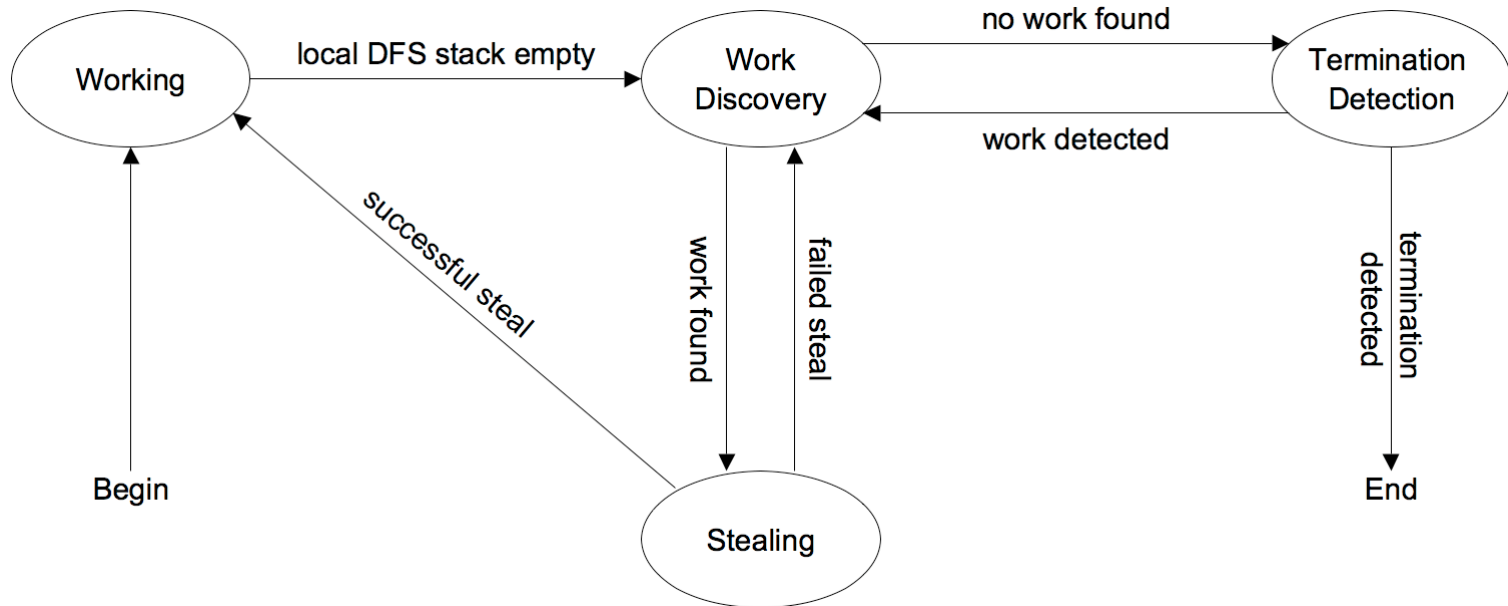 no work found
local DFS stack empty
Working
Work
Discovery
Termination
Detection
work detected
successful steal
work found
failed steal
termination
detected
Begin
End
Stealing